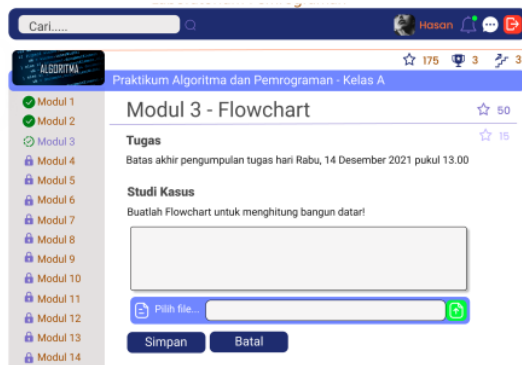 Cari.....
Hasan
ALGORITMA
175
3
3
Praktikum Algoritma dan Pemrograman - Kelas A
Modul 1
Modul 2
Modul 3
Modul 4
Modul 5
Modul 6
Modul 7
Modul 8
Modul 9
Modul 10
Modul 11
Modul 12
Modul 13
Modul 14
Modul 3 - Flowchart
50
15
Tugas
Batas akhir pengumpulan tugas hari Rabu, 14 Desember 2021 pukul 13.00
Studi Kasus
Buatlah Flowchart untuk menghitung bangun datar!
Pilih file...
Simpan
Batal